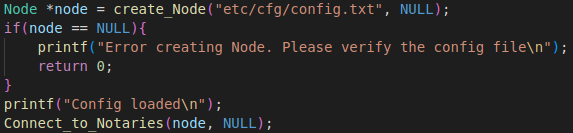 Node *node = create_Node("etc/cfg/config.txt", NULL);
if(node == NULL){
    printf("Error creating Node. Please verify the config file\n");
    return 0;
}
printf("Config loaded\n");
Connect_to_Notaries(node, NULL);